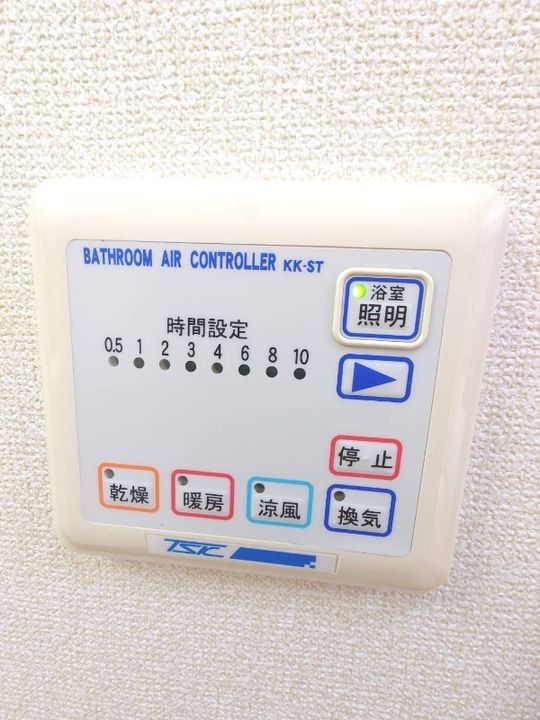 BATHROOM AIR CONTROLLER KK-ST
浴室
照明
時間設定
0.5 1 2 3 4 6 8 10
停止
乾燥 暖房 涼風 換気
TSK